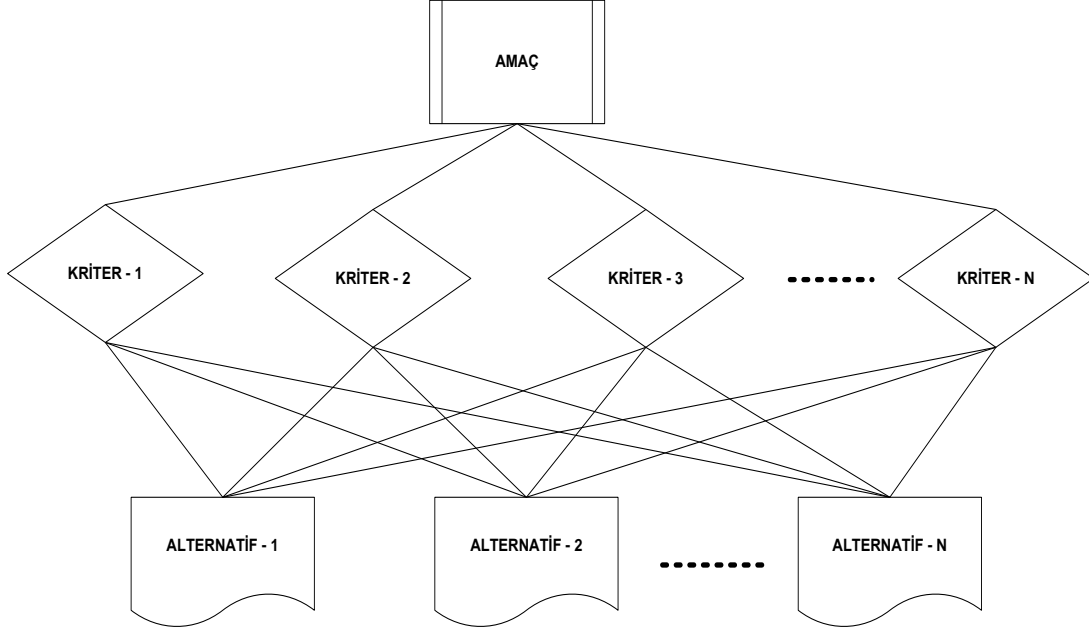 AMAÇ
KRİTER - 1
KRİTER - 2
KRİTER - 3
KRİTER - N
ALTERNATİF - 1
ALTERNATİF - 2
ALTERNATİF - N